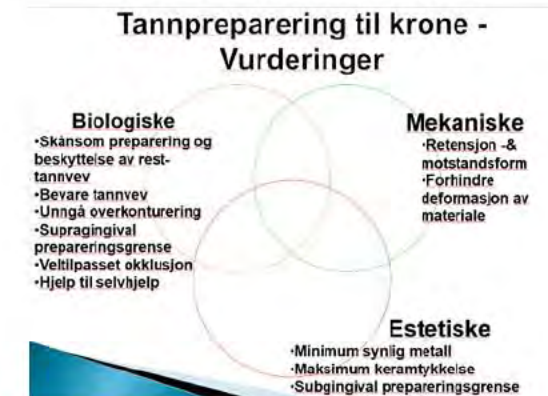 Tannpreparering til krone -
Vurderinger
Biologiske
•Skånsom preparering og
beskyttelse av rest-
tannvev
•Bevare tannvev
•Unngå overkonturering
•Supragingival
prepareringsgrense
•Veltilpasset okklusjon
•Hjelp til selvhjelp
Mekaniske
•Retensjon -&
motstandsform
•Forhindre
deformasjon av
materiale
Estetiske
•Minimum synlig metall
•Maksimum keramtykkelse
•Subgingival prepareringsgrense